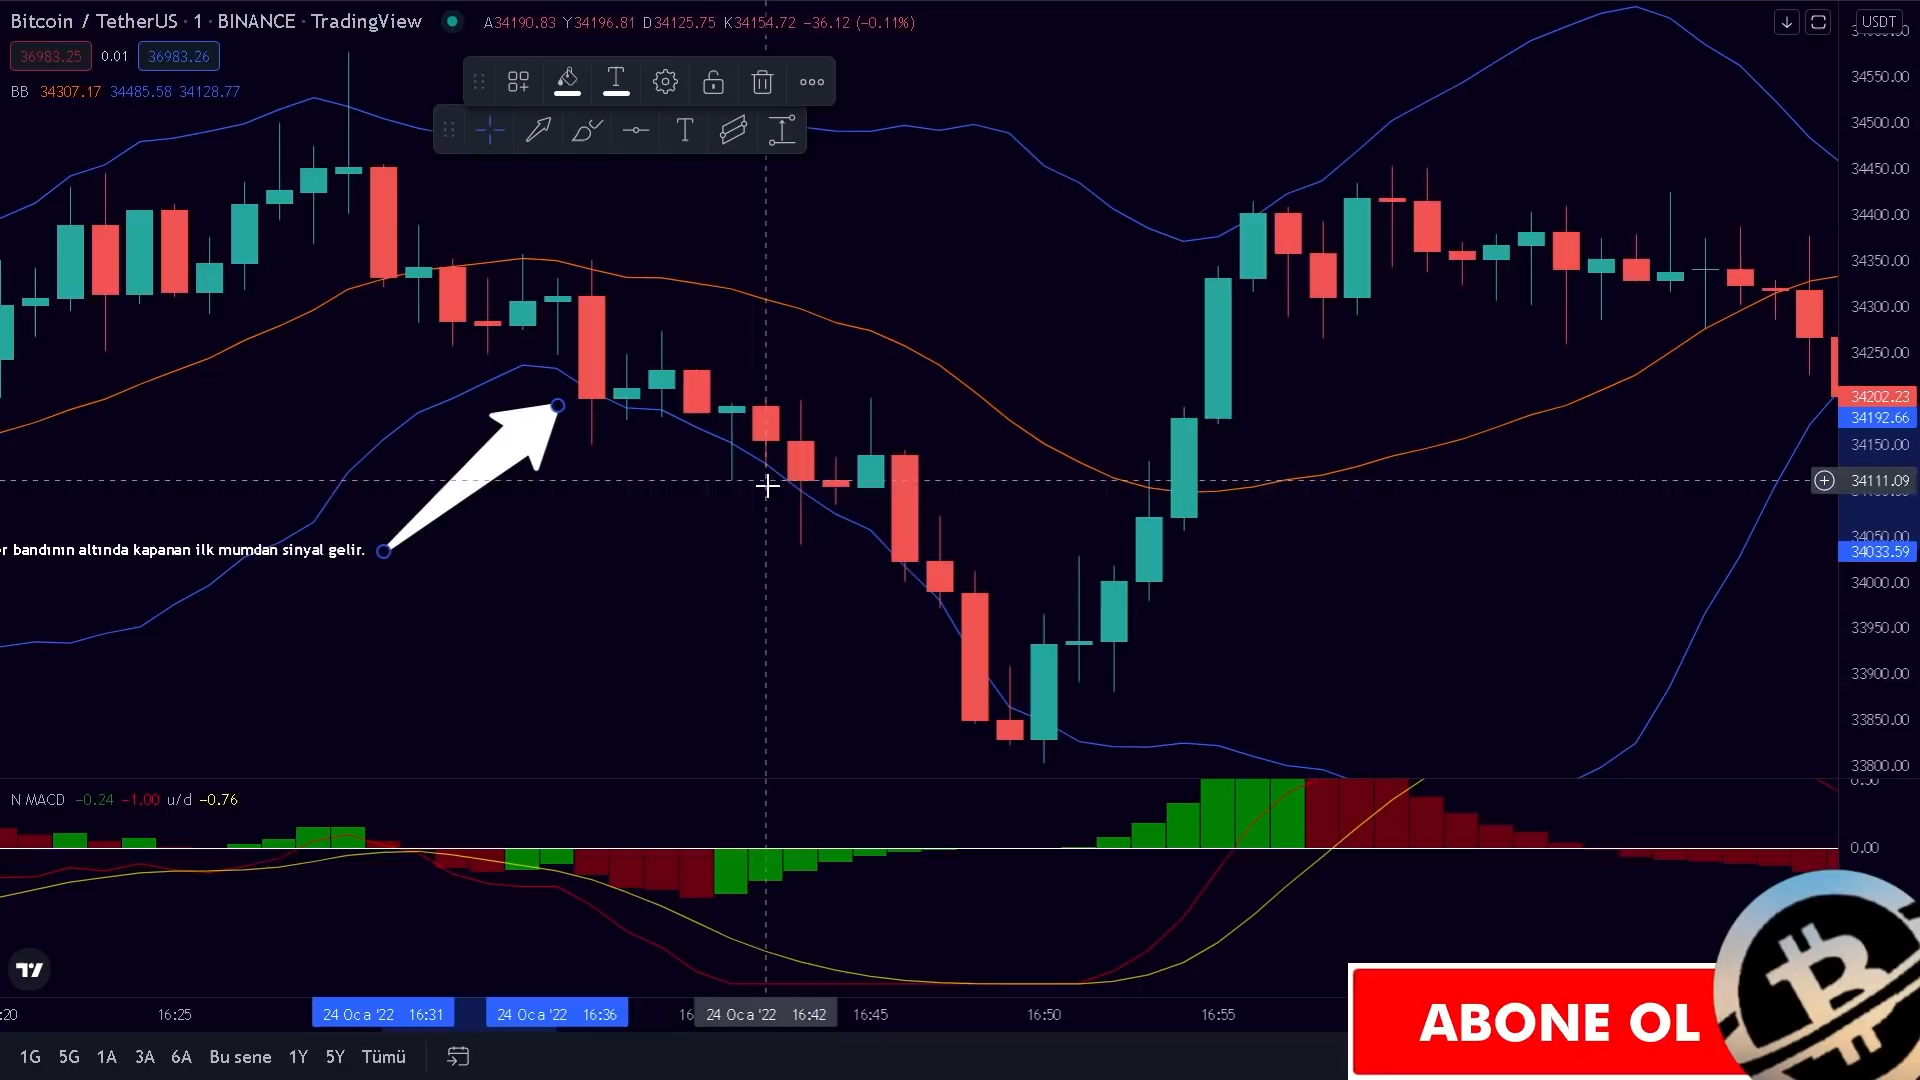 Bitcoin / TetherUS · 1 · BINANCE · TradingView
A34190.83 Y34196.81 D34125.75 K34154.72 −36.12 (−0.11%)
USDT
36983.25 0.01 36983.26
BB 34307.17 34485.58 34128.77
34550.00
34500.00
34450.00
34400.00
34350.00
34300.00
34250.00
34202.23
34192.66
34150.00
34111.09
34050.00
34033.59
34000.00
33950.00
33900.00
33850.00
33800.00
bandının altında kapanan ilk mumdan sinyal gelir.
N MACD −0.24 −1.00 u/d −0.76
0.00
:20 16:25 24 Oca '22 16:31 24 Oca '22 16:36 24 Oca '22 16:42 16:45 16:50 16:55
1G 5G 1A 3A 6A Bu sene 1Y 5Y Tümü
ABONE OL